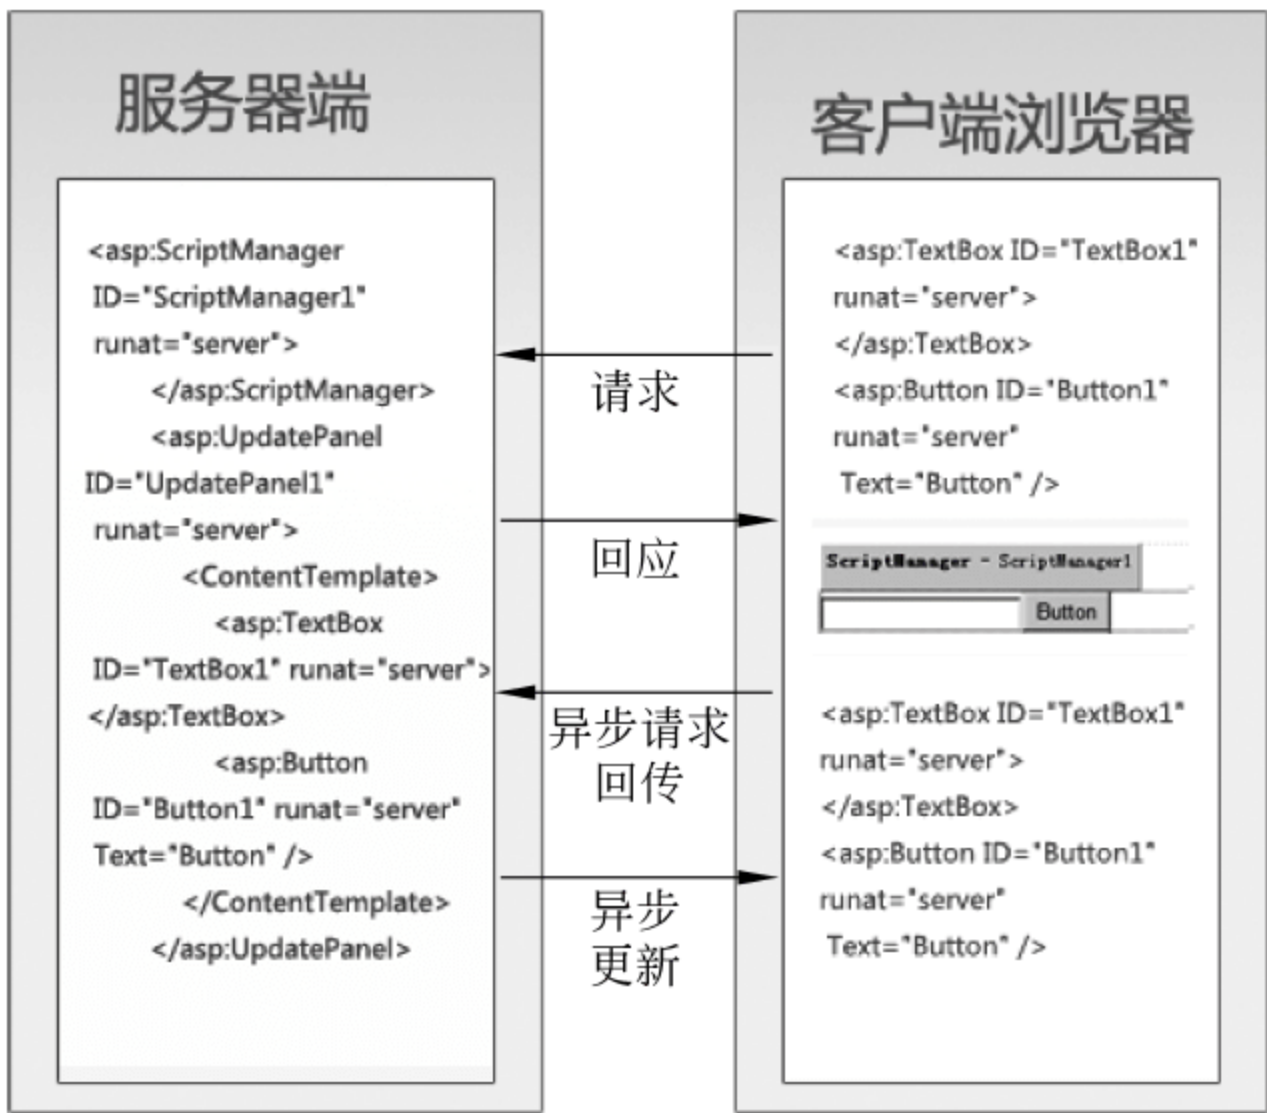 服务器端
<asp:ScriptManager
ID="ScriptManager1"
runat="server">
</asp:ScriptManager>
<asp:UpdatePanel
ID="UpdatePanel1"
runat="server">
<ContentTemplate>
<asp:TextBox
ID="TextBox1" runat="server">
</asp:TextBox>
<asp:Button
ID="Button1" runat="server"
Text="Button" />
</ContentTemplate>
</asp:UpdatePanel>
请求
回应
异步请求
回传
异步
更新
客户端浏览器
<asp:TextBox ID="TextBox1"
runat="server">
</asp:TextBox>
<asp:Button ID="Button1"
runat="server"
Text="Button" />
ScriptManager - ScriptManager1
Button
<asp:TextBox ID="TextBox1"
runat="server">
</asp:TextBox>
<asp:Button ID="Button1"
runat="server"
Text="Button" />